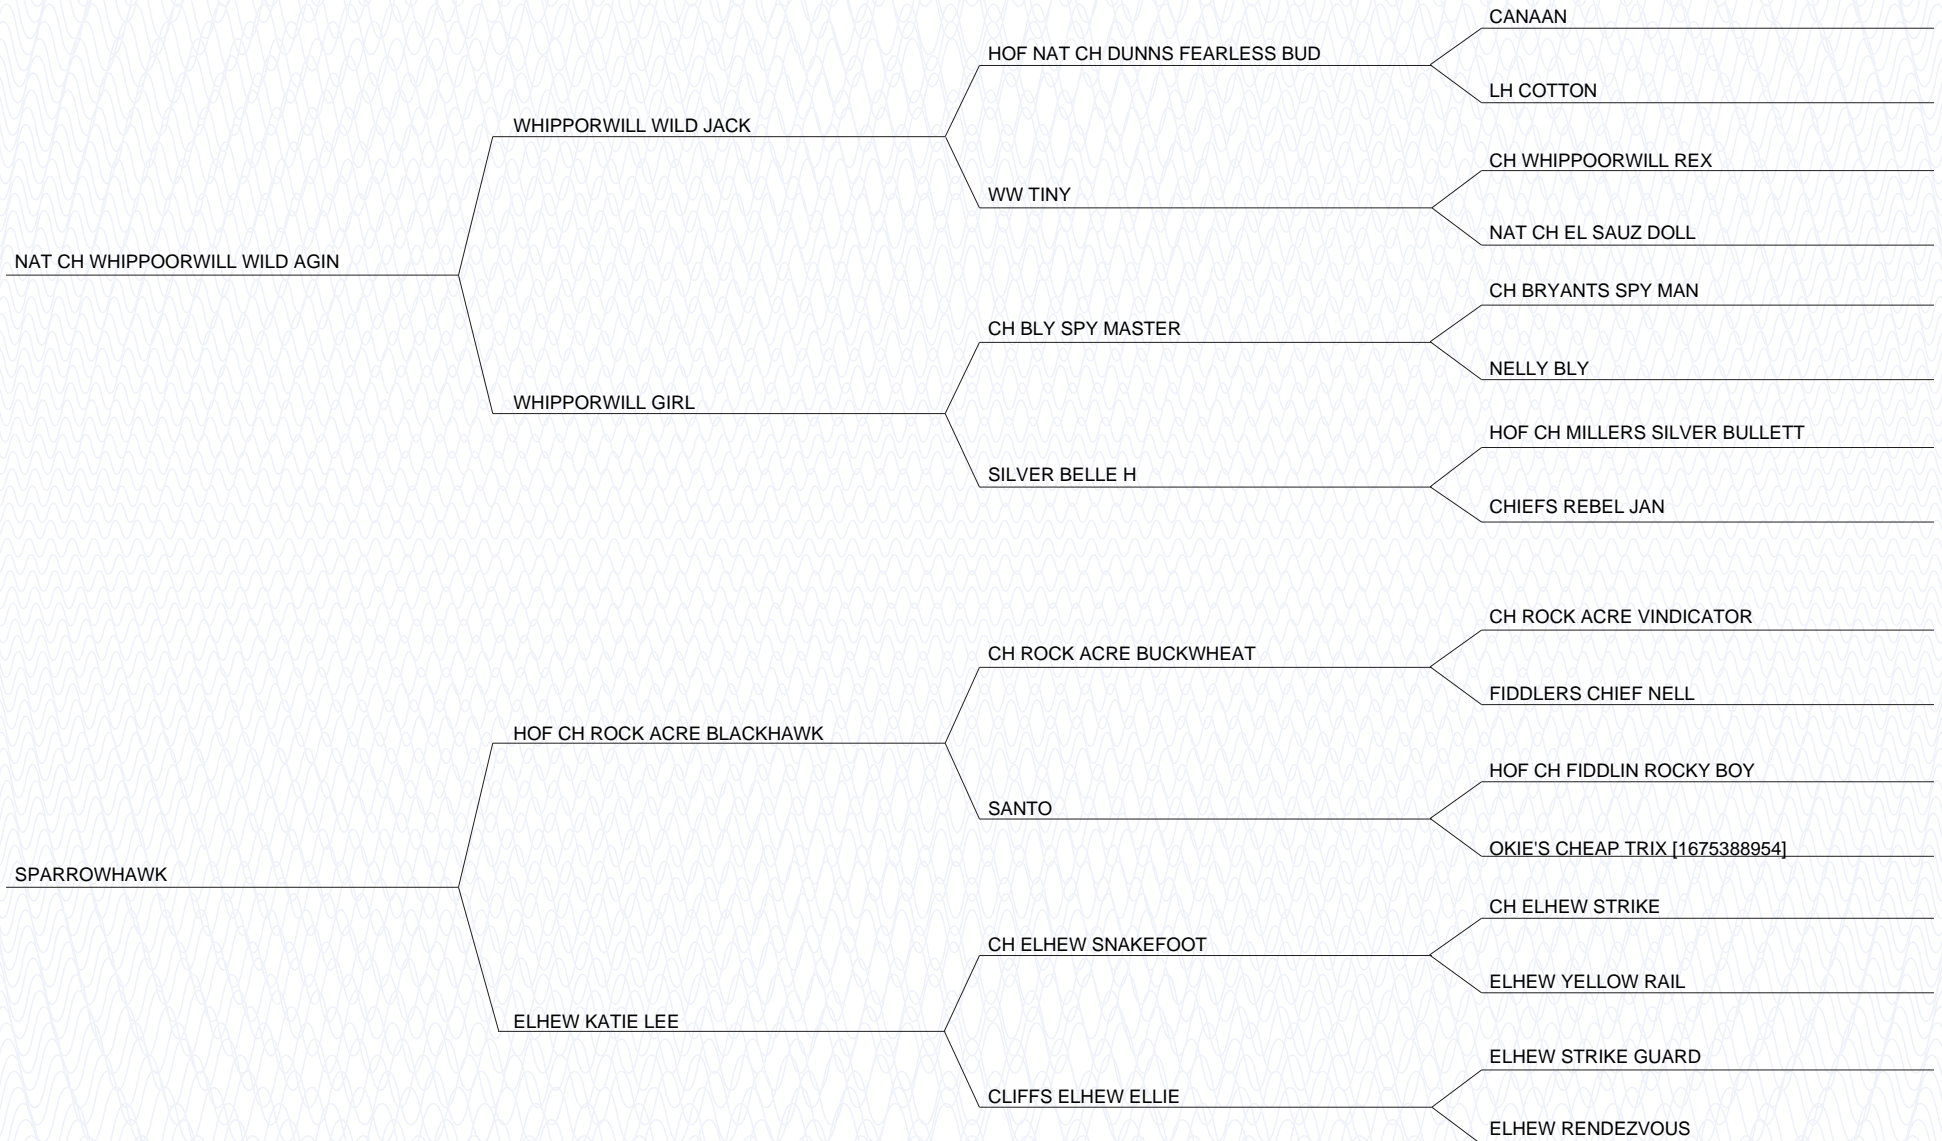 CANAAN
HOF NAT CH DUNNS FEARLESS BUD
LH COTTON
WHIPPORWILL WILD JACK
CH WHIPPOORWILL REX
WW TINY
NAT CH EL SAUZ DOLL
NAT CH WHIPPOORWILL WILD AGIN
CH BRYANTS SPY MAN
CH BLY SPY MASTER
NELLY BLY
WHIPPORWILL GIRL
HOF CH MILLERS SILVER BULLETT
SILVER BELLE H
CHIEFS REBEL JAN
CH ROCK ACRE VINDICATOR
CH ROCK ACRE BUCKWHEAT
FIDDLERS CHIEF NELL
HOF CH ROCK ACRE BLACKHAWK
HOF CH FIDDLIN ROCKY BOY
SANTO
OKIE'S CHEAP TRIX [1675388954]
SPARROWHAWK
CH ELHEW STRIKE
CH ELHEW SNAKEFOOT
ELHEW YELLOW RAIL
ELHEW KATIE LEE
ELHEW STRIKE GUARD
CLIFFS ELHEW ELLIE
ELHEW RENDEZVOUS